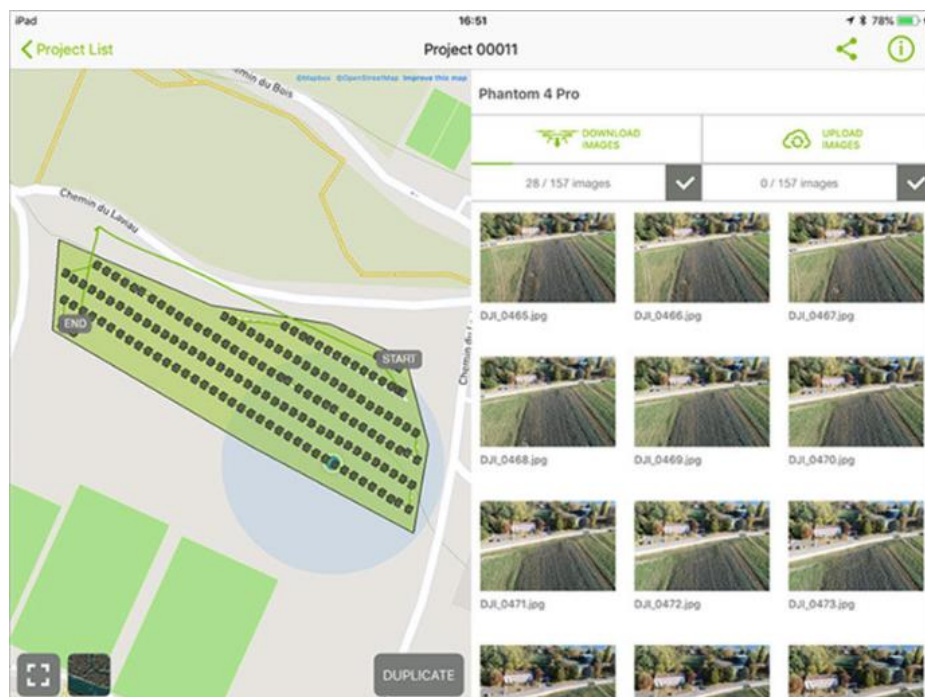 iPad 16:51 78%
Project List Project 00011
©Mapbox ©OpenStreetMap Improve this map
Chemin du Bois
Chemin du Laviau
END
START
DUPLICATE
Phantom 4 Pro
DOWNLOAD
IMAGES
UPLOAD
IMAGES
28 / 157 images
0 / 157 images
DJI_0465.jpg DJI_0466.jpg DJI_0467.jpg
DJI_0468.jpg DJI_0469.jpg DJI_0470.jpg
DJI_0471.jpg DJI_0472.jpg DJI_0473.jpg